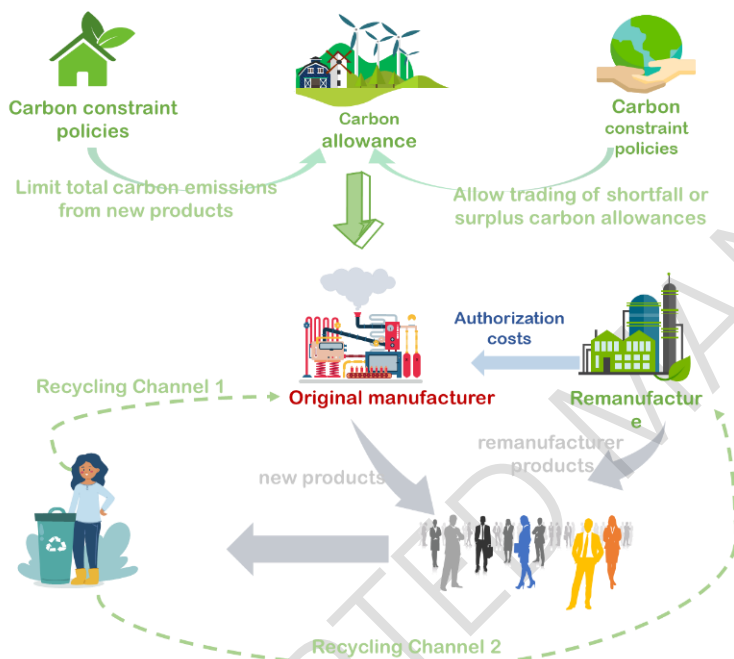 Carbon constraint
policies
Carbon
allowance
Carbon
constraint
policies
Limit total carbon emissions
from new products
Allow trading of shortfall or
surplus carbon allowances
Authorization
costs
Recycling Channel 1
Original manufacturer
Remanufactur
e
new products
remanufacturer
products
Recycling Channel 2
TED MA